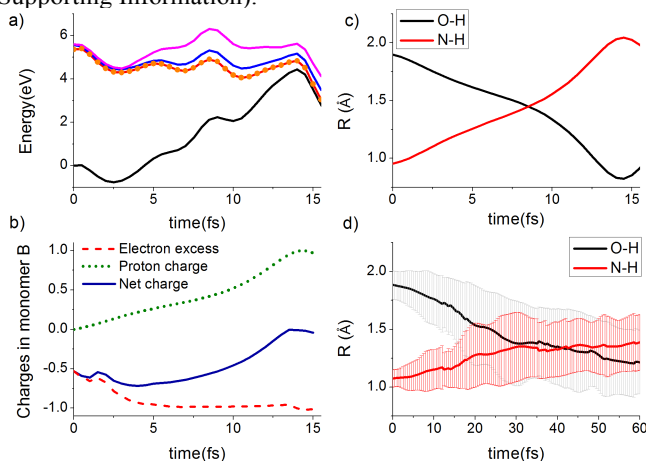 Supporting Information).
a)
6
4
2
0
Energy(eV)
0
5
10
15
time(fs)
c)
O-H
N-H
2.0
1.5
1.0
R (Å)
0
5
10
15
time(fs)
b)
Electron excess
Proton charge
Net charge
1.0
0.5
0.0
-0.5
-1.0
Charges in monomer B
0
5
10
15
time(fs)
d)
O-H
N-H
2.0
1.5
1.0
R (Å)
0
10
20
30
40
50
60
time(fs)